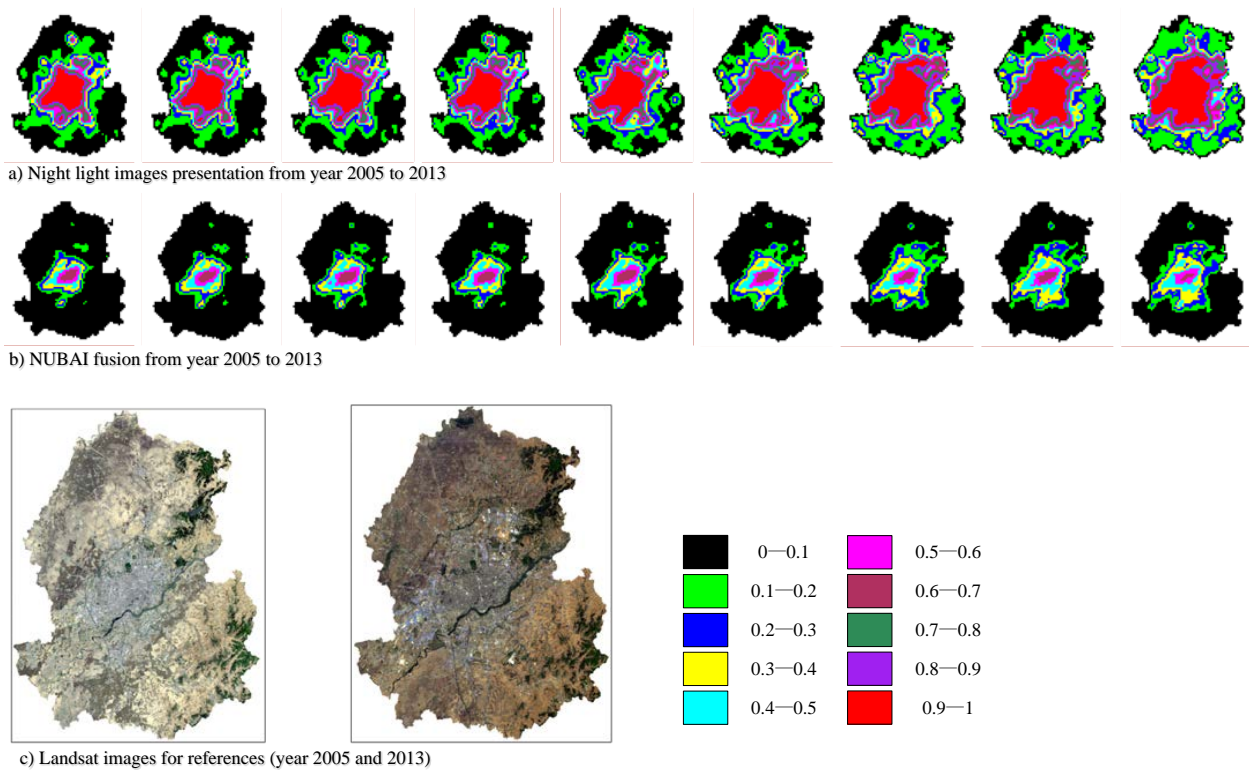 a) Night light images presentation from year 2005 to 2013
b) NUBAI fusion from year 2005 to 2013
0—0.1 0.5—0.6
0.1—0.2 0.6—0.7
0.2—0.3 0.7—0.8
0.3—0.4 0.8—0.9
0.4—0.5 0.9—1
c) Landsat images for references (year 2005 and 2013)